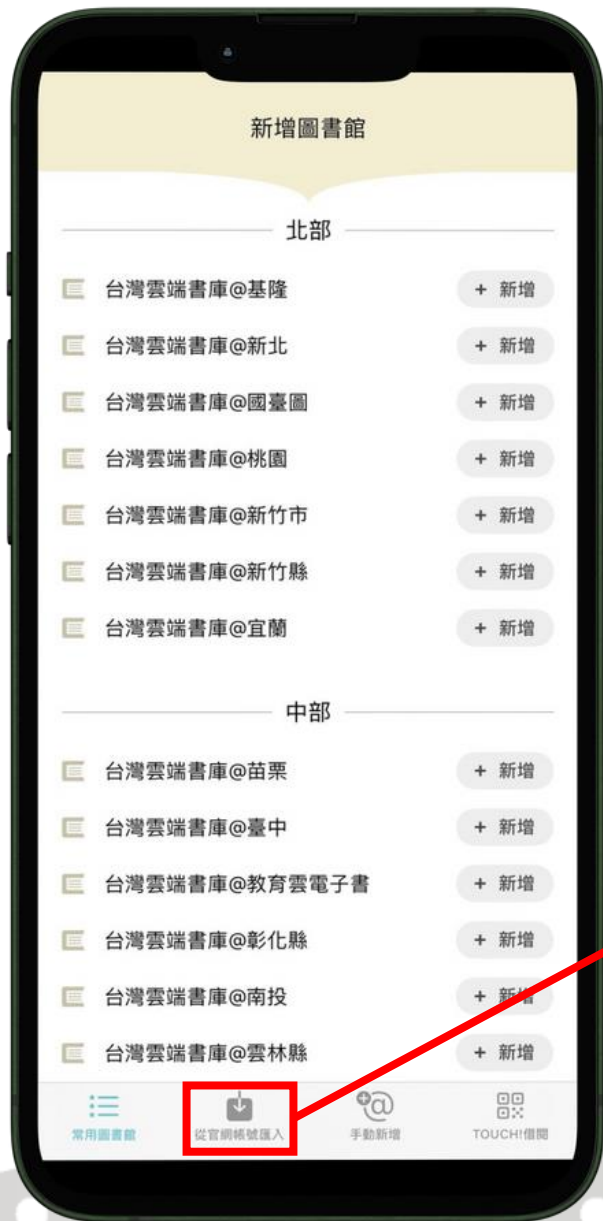 新增圖書館
北部
台灣雲端書庫@基隆 + 新增
台灣雲端書庫@新北 + 新增
台灣雲端書庫@國臺圖 + 新增
台灣雲端書庫@桃園 + 新增
台灣雲端書庫@新竹市 + 新增
台灣雲端書庫@新竹縣 + 新增
台灣雲端書庫@宜蘭 + 新增
中部
台灣雲端書庫@苗栗 + 新增
台灣雲端書庫@臺中 + 新增
台灣雲端書庫@教育雲電子書 + 新增
台灣雲端書庫@彰化縣 + 新增
台灣雲端書庫@南投 + 新增
台灣雲端書庫@雲林縣 + 新增
常用圖書館 從官網帳號匯入 手動新增 TOUCH!借閱